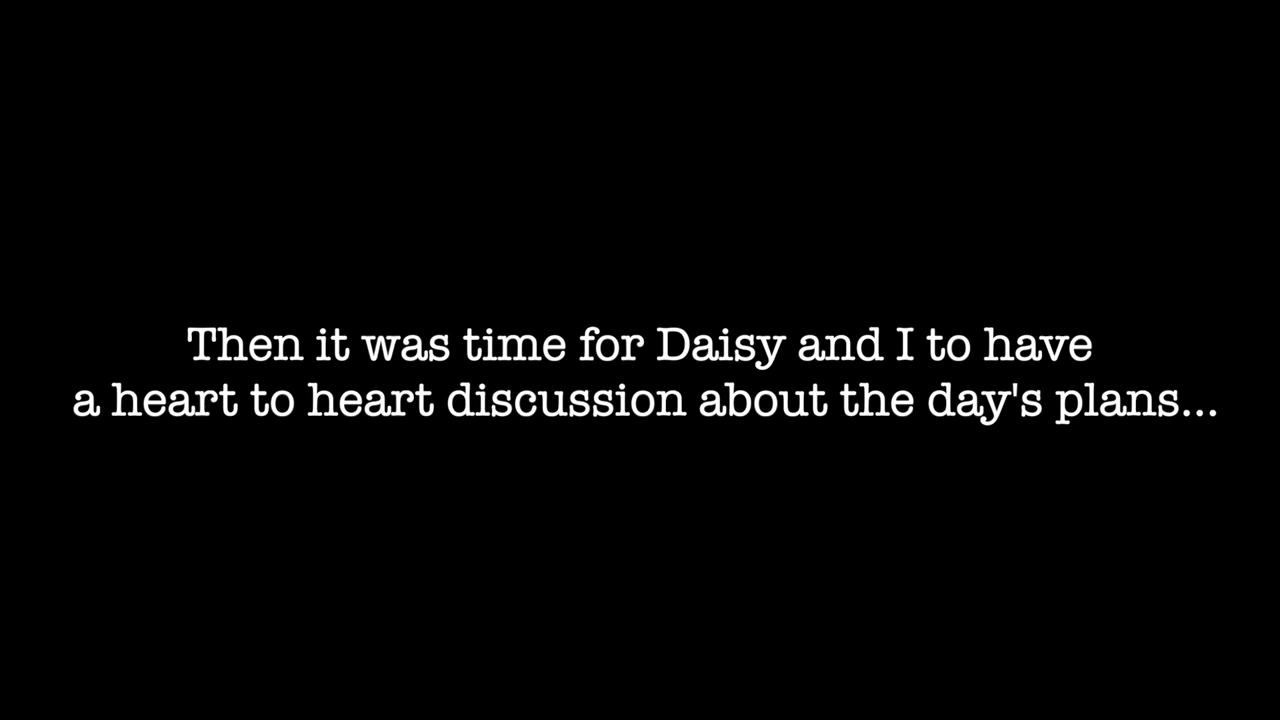 Then it was time for Daisy and I to have
a heart to heart discussion about the day's plans...